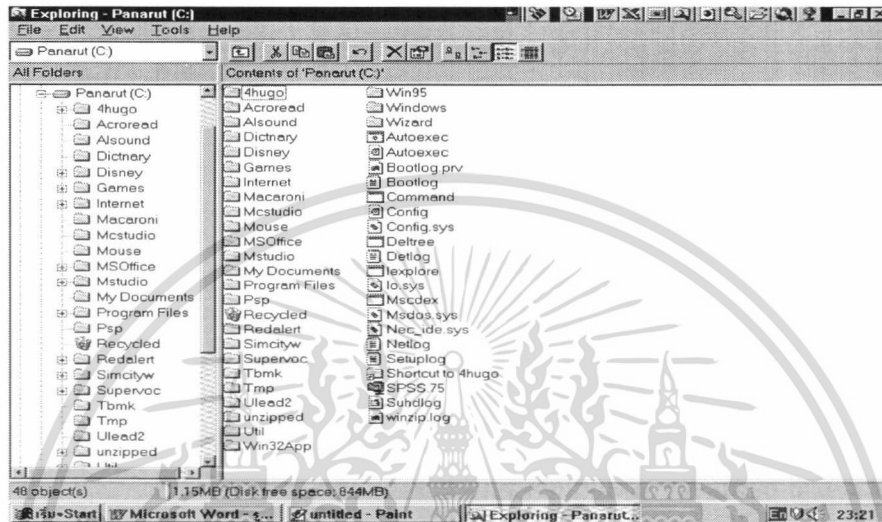 Exploring - Panarut (C:)
File Edit View Tools Help
Panarut (C:)
All Folders
Contents of 'Panarut (C:)'
Panarut (C:)
4hugo
Acroread
Alsound
Dictnary
Disney
Games
Internet
Macaroni
Mcstudio
Mouse
MSOffice
Mstudio
My Documents
Program Files
Psp
Recycled
Redalert
Simcityw
Supervoc
Tbmk
Tmp
Ulead2
unzipped
4hugo
Acroread
Alsound
Dictnary
Disney
Games
Internet
Macaroni
Mcstudio
Mouse
MSOffice
Mstudio
My Documents
Program Files
Psp
Recycled
Redalert
Simcityw
Supervoc
Tbmk
Tmp
Ulead2
unzipped
Util
Win32App
Win95
Windows
Wizard
Autoexec
Autoexec
Bootlog.prv
Bootlog
Command
Config
Config.sys
Deltree
Detlog
Iexplore
Io.sys
Mscdex
Msdos.sys
Nec_ide.sys
Netlog
Setuplog
Shortcut to 4hugo
SPSS 75
Suhdlog
winzip.log
48 object(s)
1.15MB (Disk free space: 844MB)
Start
Microsoft Word -
untitled - Paint
Exploring - Panarut...
En
23:21